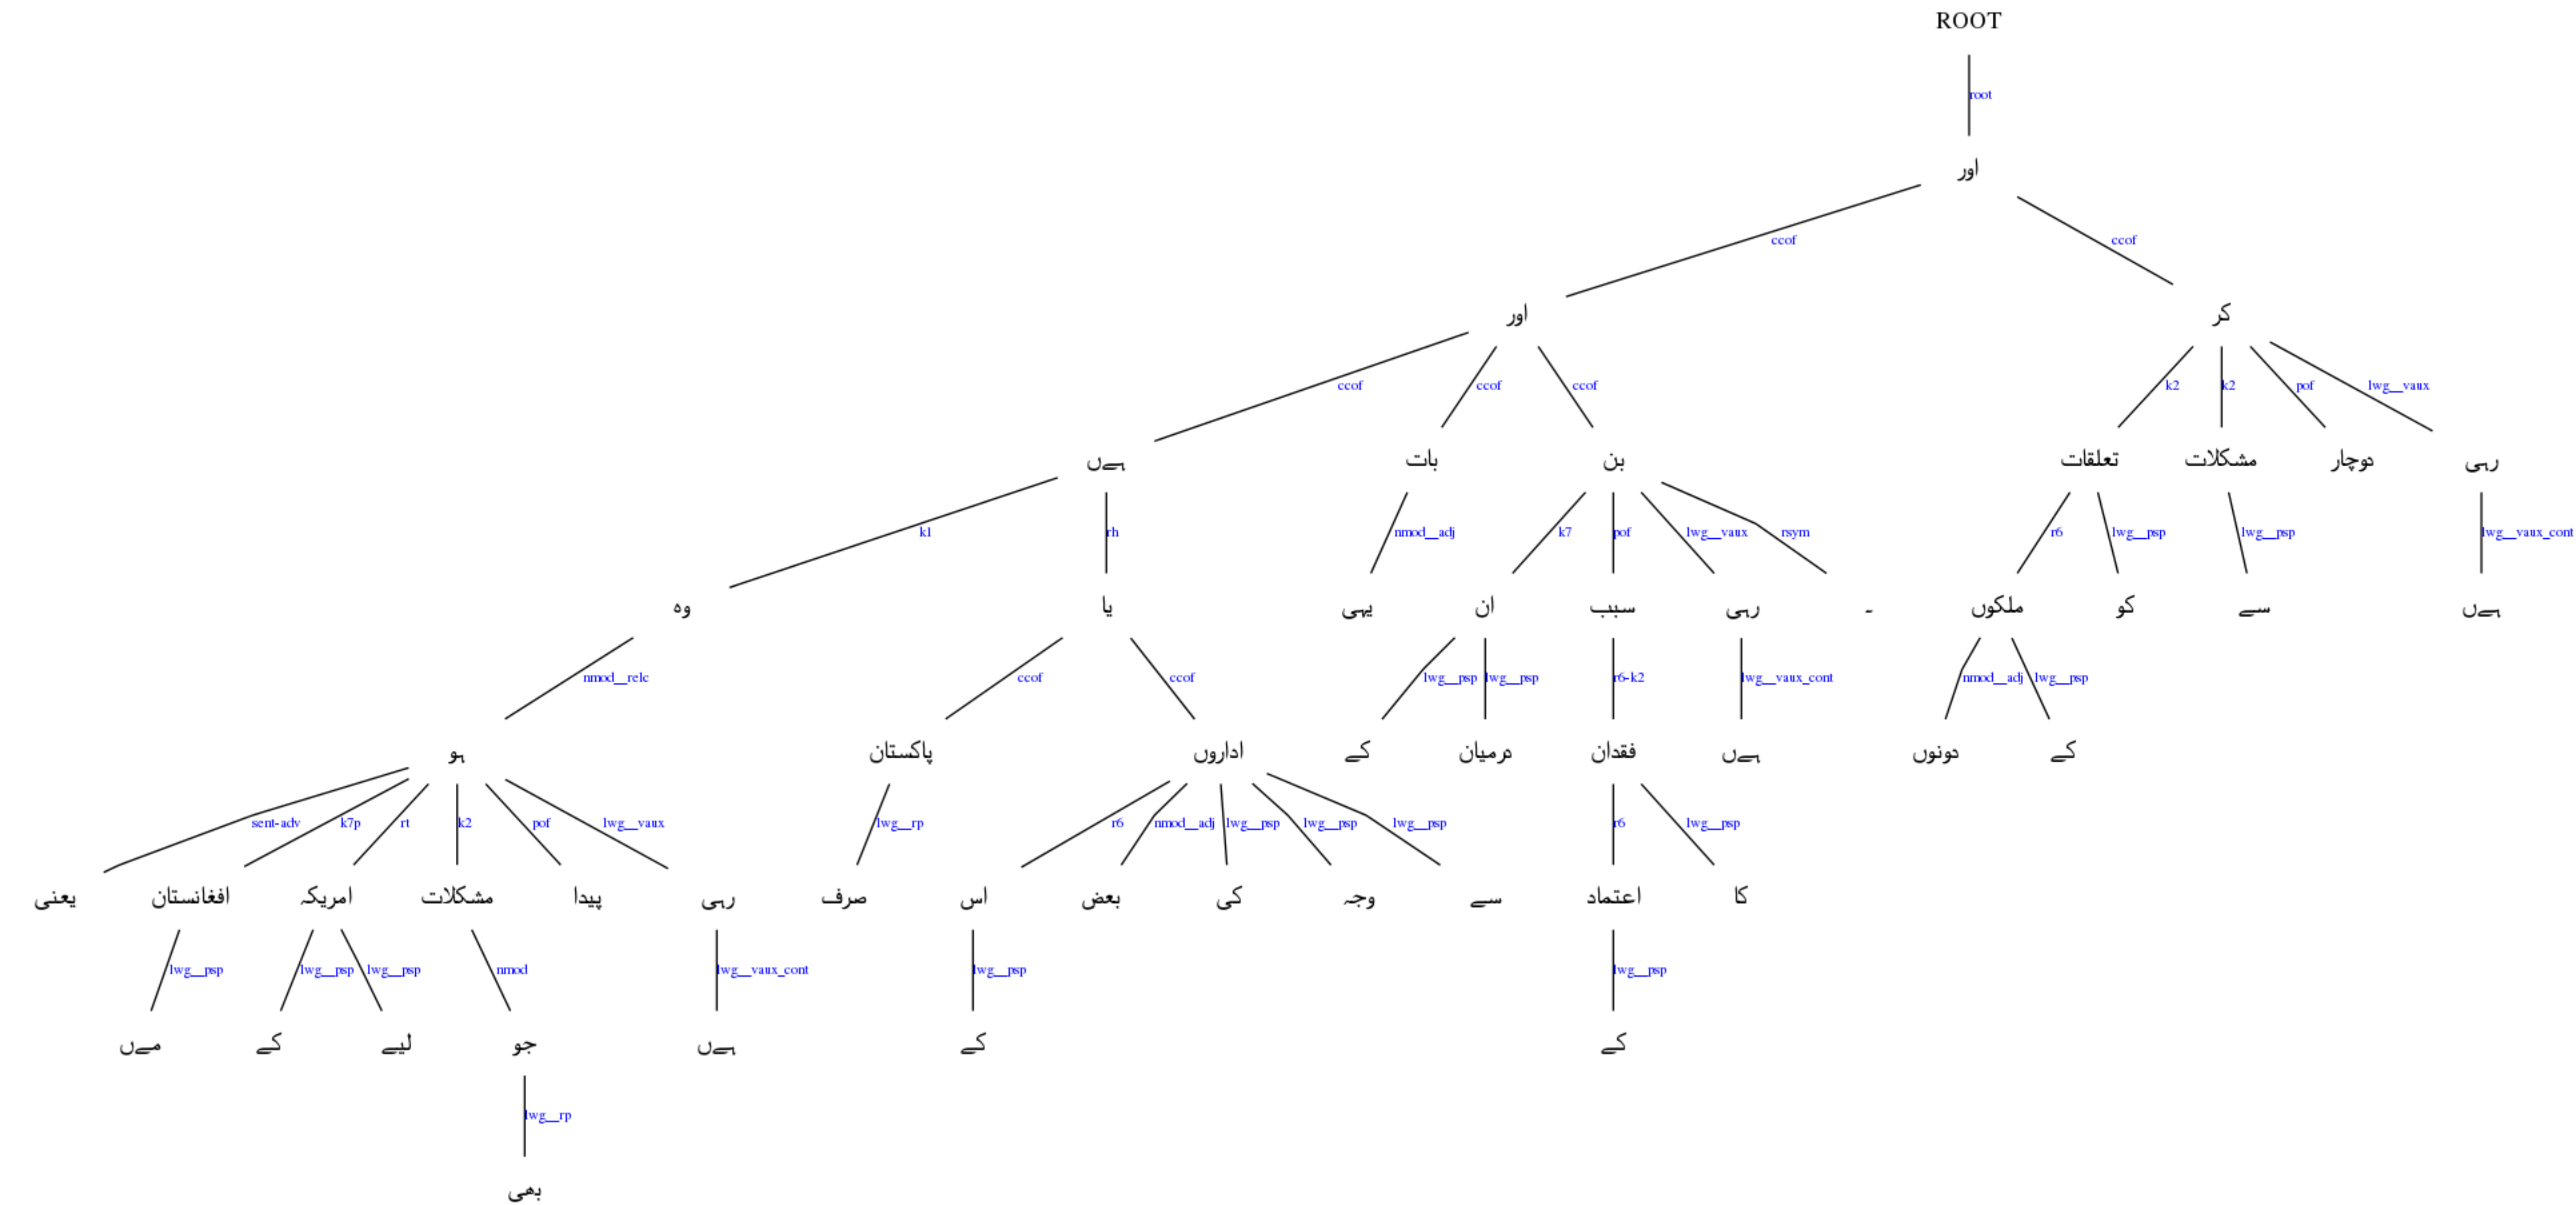 ROOT
root
اور
ccof ccof
اور کر
ccof ccof ccof k2 k2 pof lwg__vaux
ہےں بات بن تعلقات مشکلات دوچار رہی
k1 rh nmod__adj k7 pof lwg__vaux rsym r6 lwg__psp lwg__psp lwg__vaux_cont
وہ یا یہی ان سبب رہی ۔ ملکوں کو سے ہےں
nmod__relc ccof ccof lwg__psp lwg__psp r6-k2 lwg__vaux_cont nmod__adj lwg__psp
ہو پاکستان اداروں کے درمیان فقدان ہےں دونوں کے
sent-adv k7p rt k2 pof lwg__vaux lwg__rp r6 nmod__adj lwg__psp lwg__psp lwg__psp r6 lwg__psp
یعنی افغانستان امریکہ مشکلات پیدا رہی صرف اس بعض کی وجہ سے اعتماد کا
lwg__psp lwg__psp lwg__psp nmod lwg__vaux_cont lwg__psp lwg__psp
مےں کے لیے جو ہےں کے کے
lwg__rp
بھی